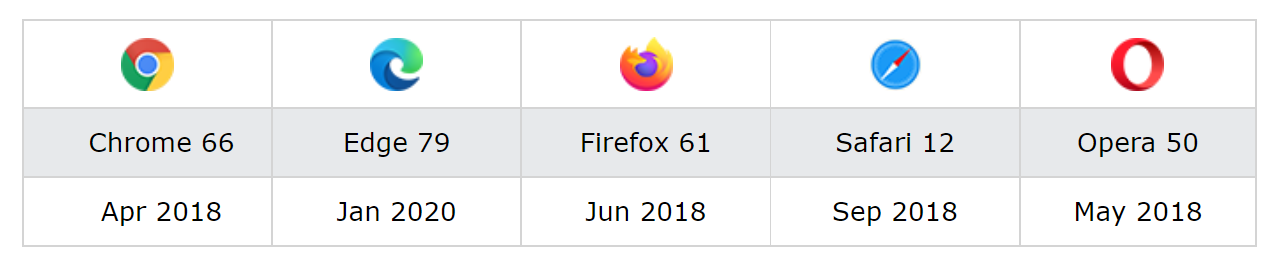 Chrome 66 Edge 79 Firefox 61 Safari 12 Opera 50
Apr 2018 Jan 2020 Jun 2018 Sep 2018 May 2018